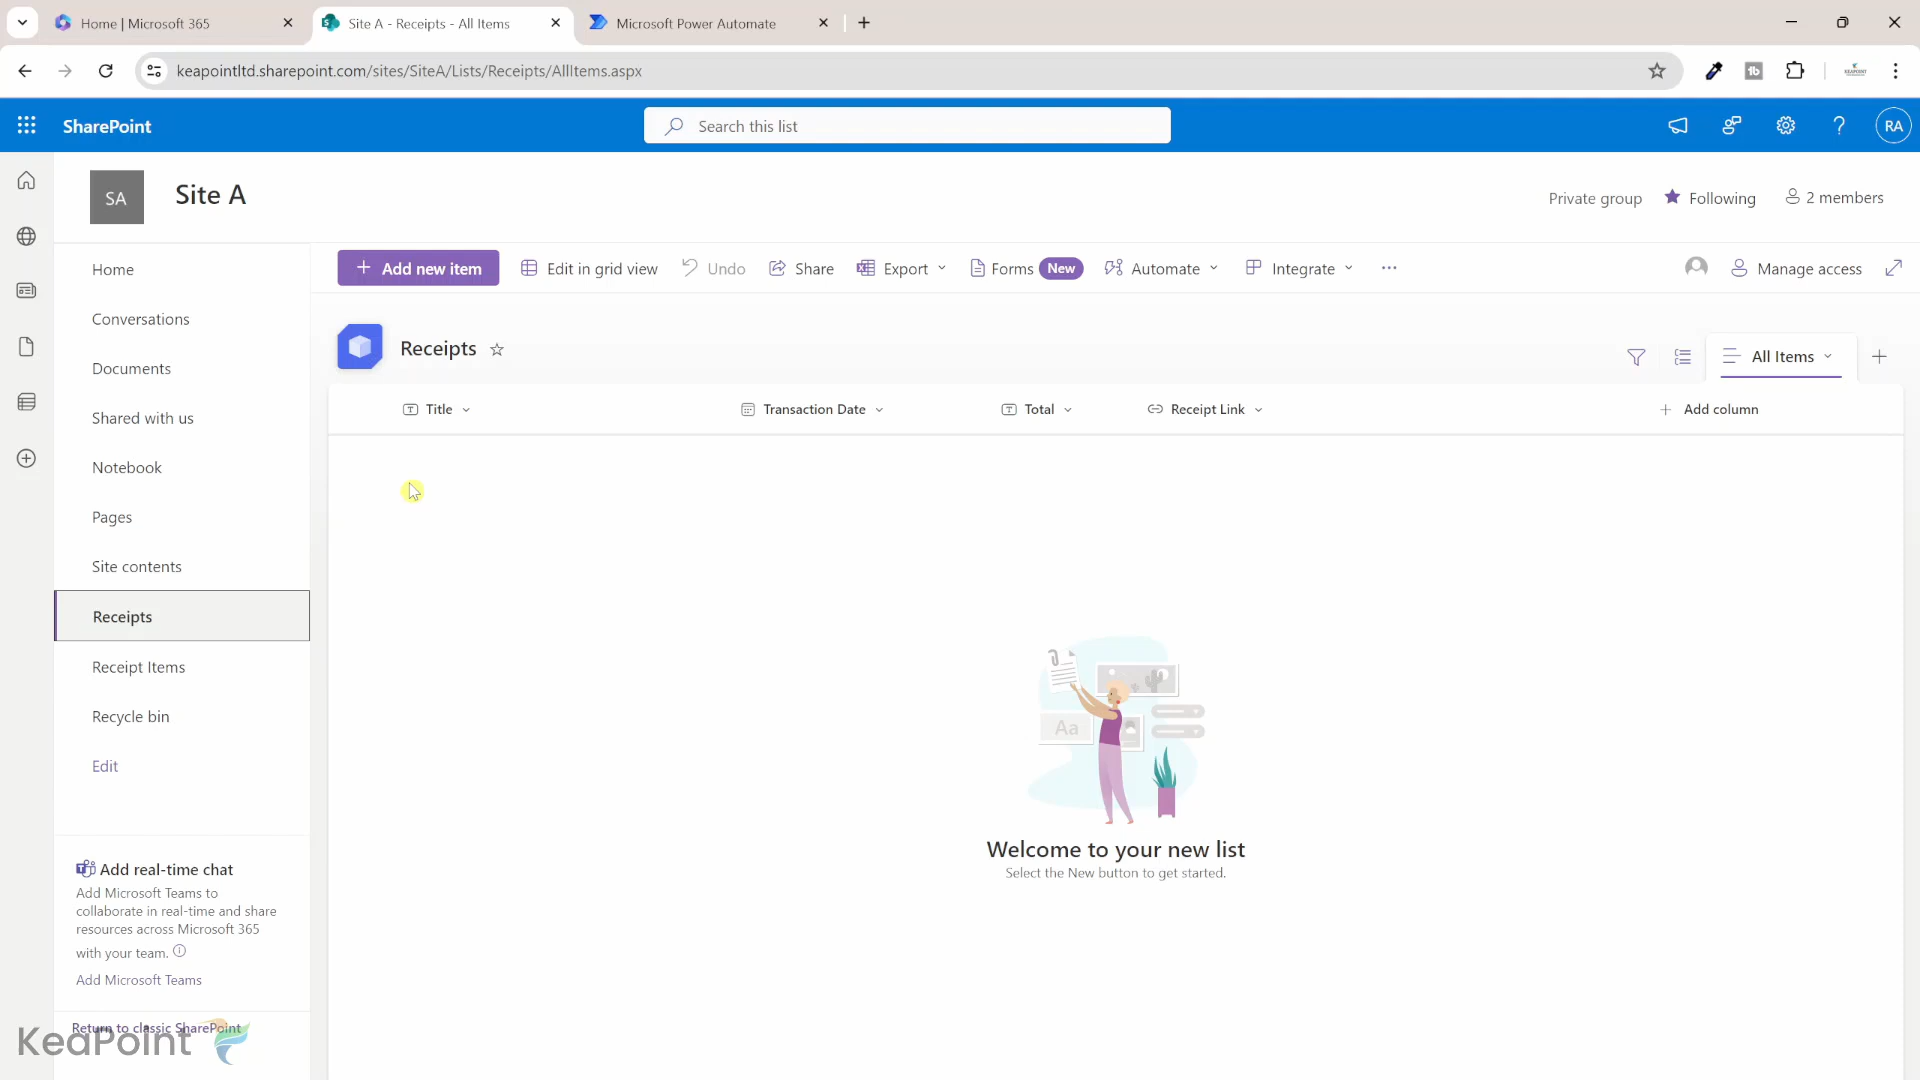 Home | Microsoft 365
Site A - Receipts - All Items
Microsoft Power Automate
keapointltd.sharepoint.com/sites/SiteA/Lists/Receipts/AllItems.aspx
SharePoint
Search this list
RA
SA
Site A
Private group
Following
2 members
Home
Conversations
Documents
Shared with us
Notebook
Pages
Site contents
Receipts
Receipt Items
Recycle bin
Edit
Add real-time chat
Add Microsoft Teams to
collaborate in real-time and share
resources across Microsoft 365
with your team.
Add Microsoft Teams
Return to classic SharePoint
KeaPoint
Add new item
Edit in grid view
Undo
Share
Export
Forms New
Automate
Integrate
Manage access
Receipts
All Items
Title
Transaction Date
Total
Receipt Link
Add column
Aa
Welcome to your new list
Select the New button to get started.